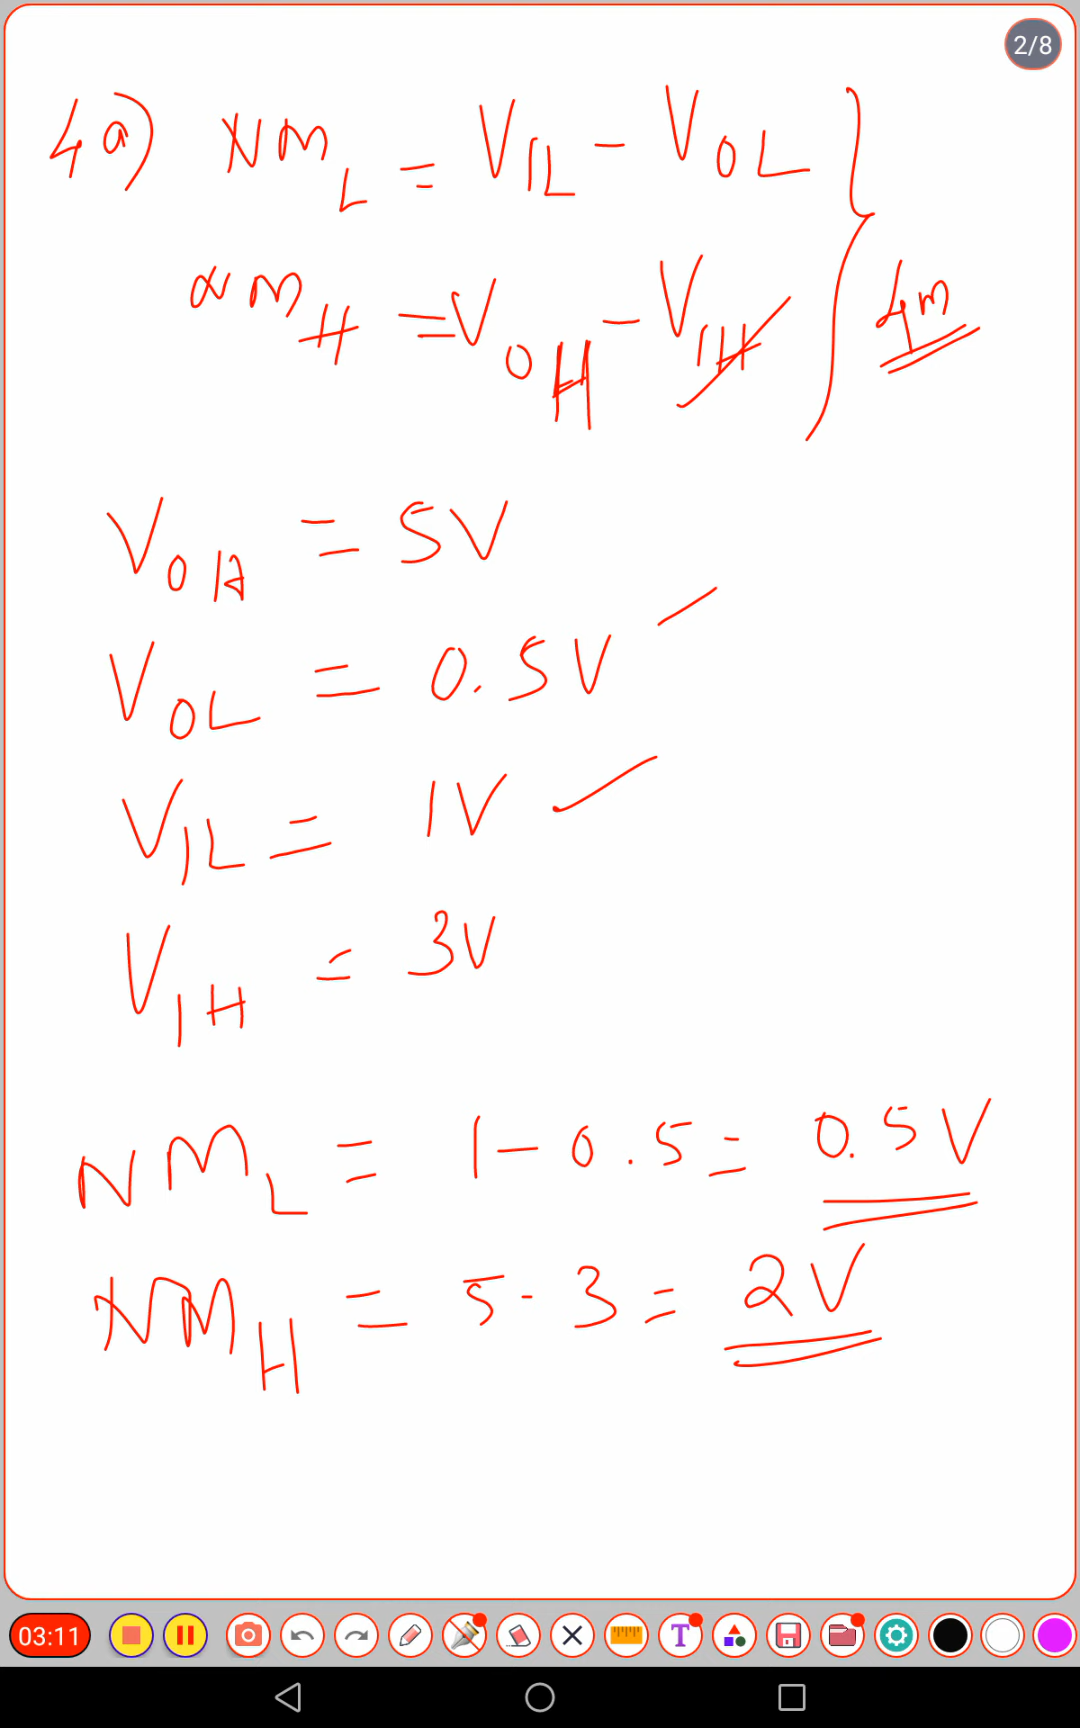 2/8
4a) NM_L = V_IL - V_OL
NM_H = V_OH - V_IH
4m
V_OH = 5V
V_OL = 0.5V
V_IL = 1V
V_IH = 3V
NM_L = 1 - 0.5 = 0.5V
NM_H = 5 - 3 = 2V
03:11
T